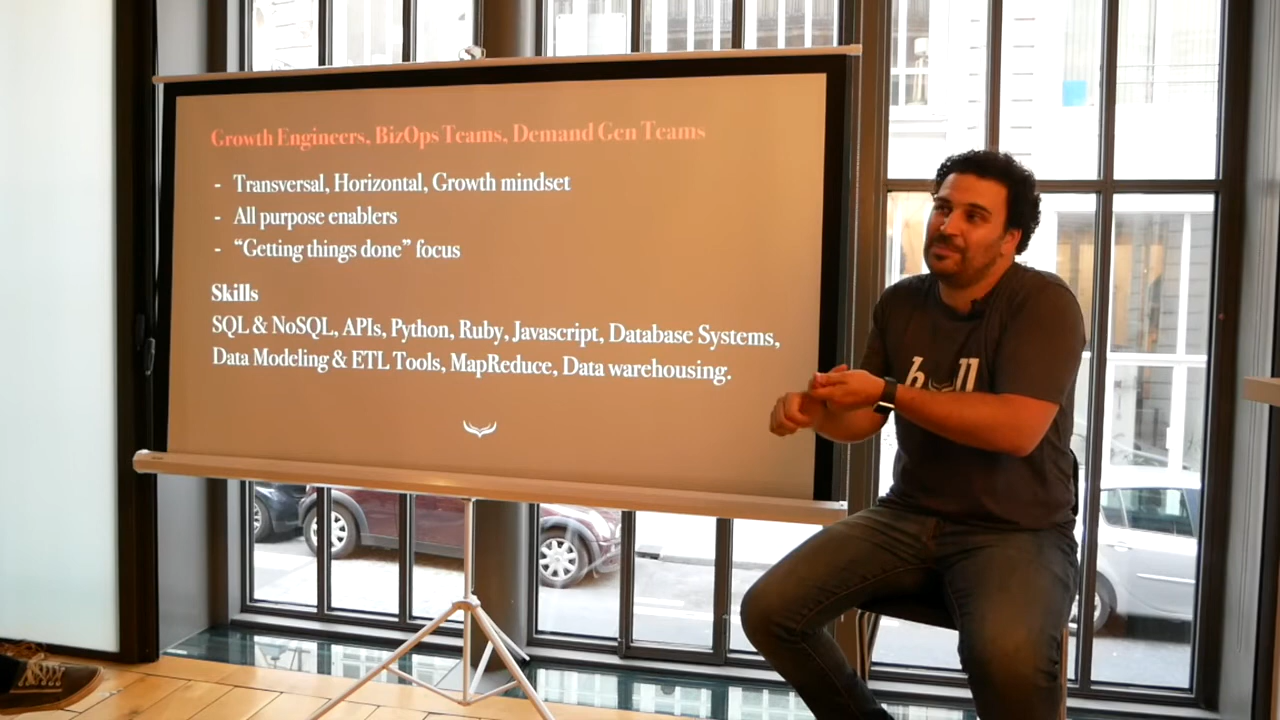 Growth Engineers, BizOps Teams, Demand Gen Teams
- Transversal, Horizontal, Growth mindset
- All purpose enablers
- “Getting things done” focus
Skills
SQL & NoSQL, APIs, Python, Ruby, Javascript, Database Systems,
Data Modeling & ETL Tools, MapReduce, Data warehousing.